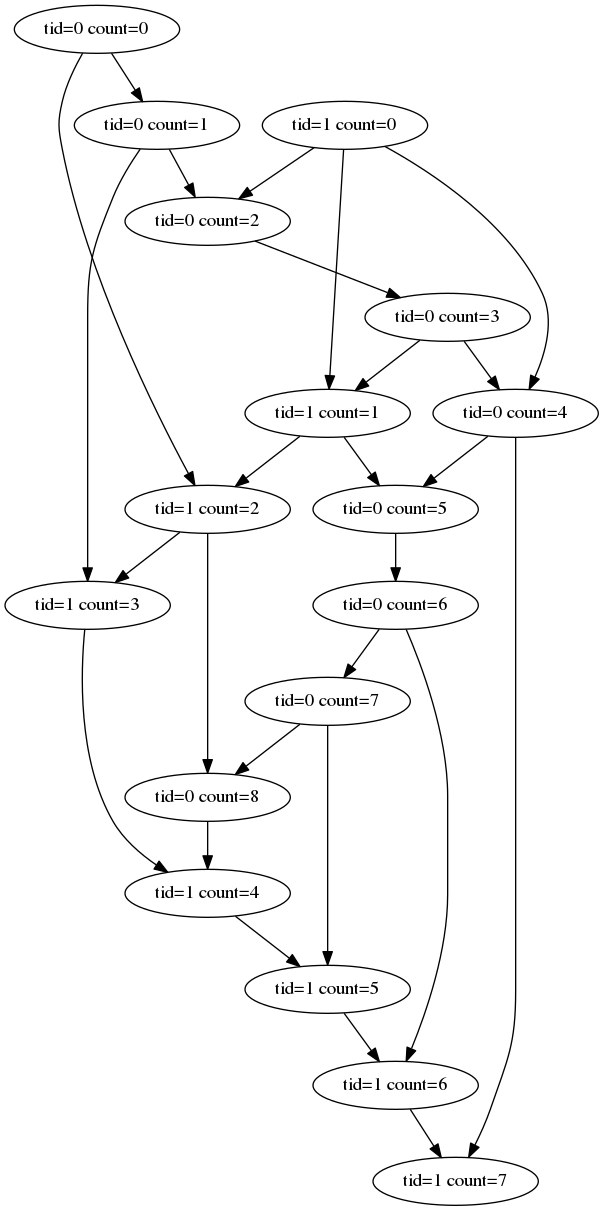 tid=0 count=0
tid=0 count=1
tid=1 count=0
tid=0 count=2
tid=0 count=3
tid=1 count=1
tid=0 count=4
tid=1 count=2
tid=0 count=5
tid=1 count=3
tid=0 count=6
tid=0 count=7
tid=0 count=8
tid=1 count=4
tid=1 count=5
tid=1 count=6
tid=1 count=7